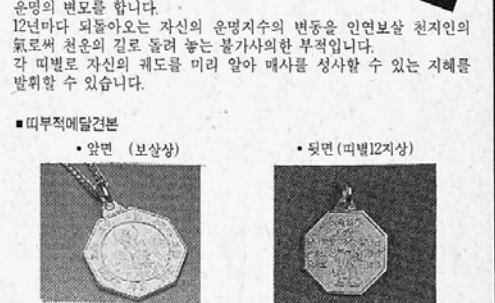 운명의 변모를 합니다.
12년마다 되돌아오는 자신의 운명지수의 변동을 인연보살 천지인의
氣로써 천운의 길로 돌려 놓는 불가사의한 부적입니다.
각 띠별로 자신의 궤도를 미리 알아 매사를 성사할 수 있는 지혜를
발휘할 수 있습니다.
■ 띠부적메달견본
• 앞면 (보살상)
• 뒷면 (띠별12지상)